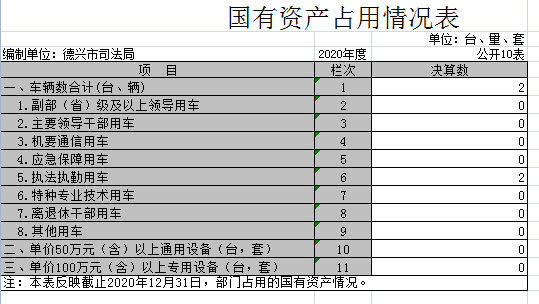 国有资产占用情况表
单位：台、量、套
编制单位：德兴市司法局 2020年度 公开10表
项 目 栏次 决算数
一、车辆数合计(台、辆) 1 2
1.副部（省）级及以上领导用车 2 0
2.主要领导干部用车 3 0
3.机要通信用车 4 0
4.应急保障用车 5 0
5.执法执勤用车 6 2
6.特种专业技术用车 7 0
7.离退休干部用车 8 0
8.其他用车 9 0
二、单价50万元（含）以上通用设备（台，套） 10 0
三、单价100万元（含）以上专用设备（台，套） 11 0
注：本表反映截止2020年12月31日，部门占用的国有资产情况。